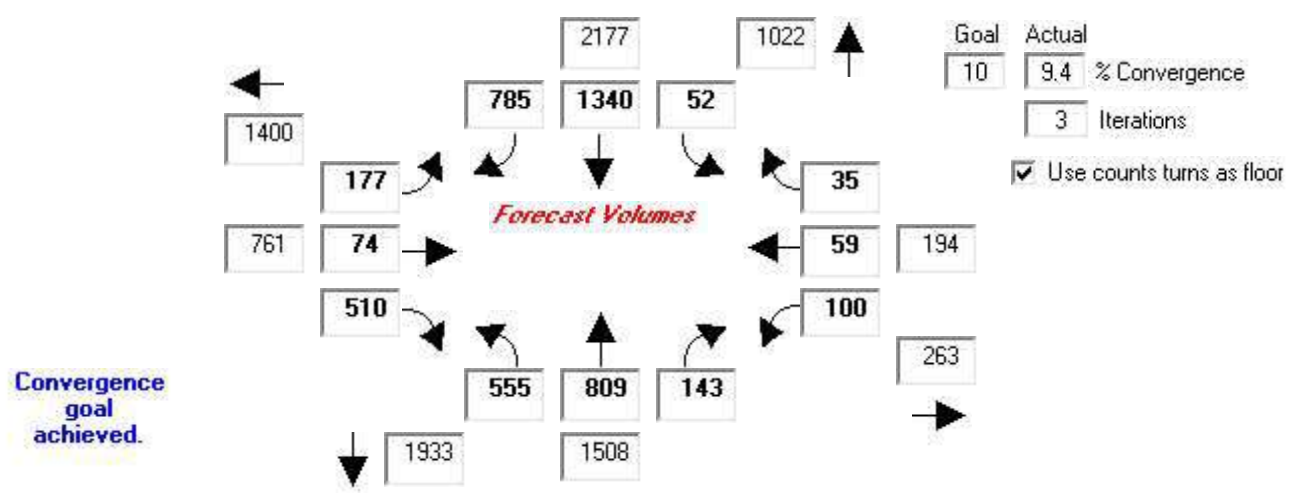 2177 1022 Goal Actual
10 9.4 % Convergence
785 1340 52
3 Iterations
1400
177 35 Use counts turns as floor
Forecast Volumes
761 74 59 194
510 100
263
Convergence
goal
achieved.
555 809 143
1933 1508